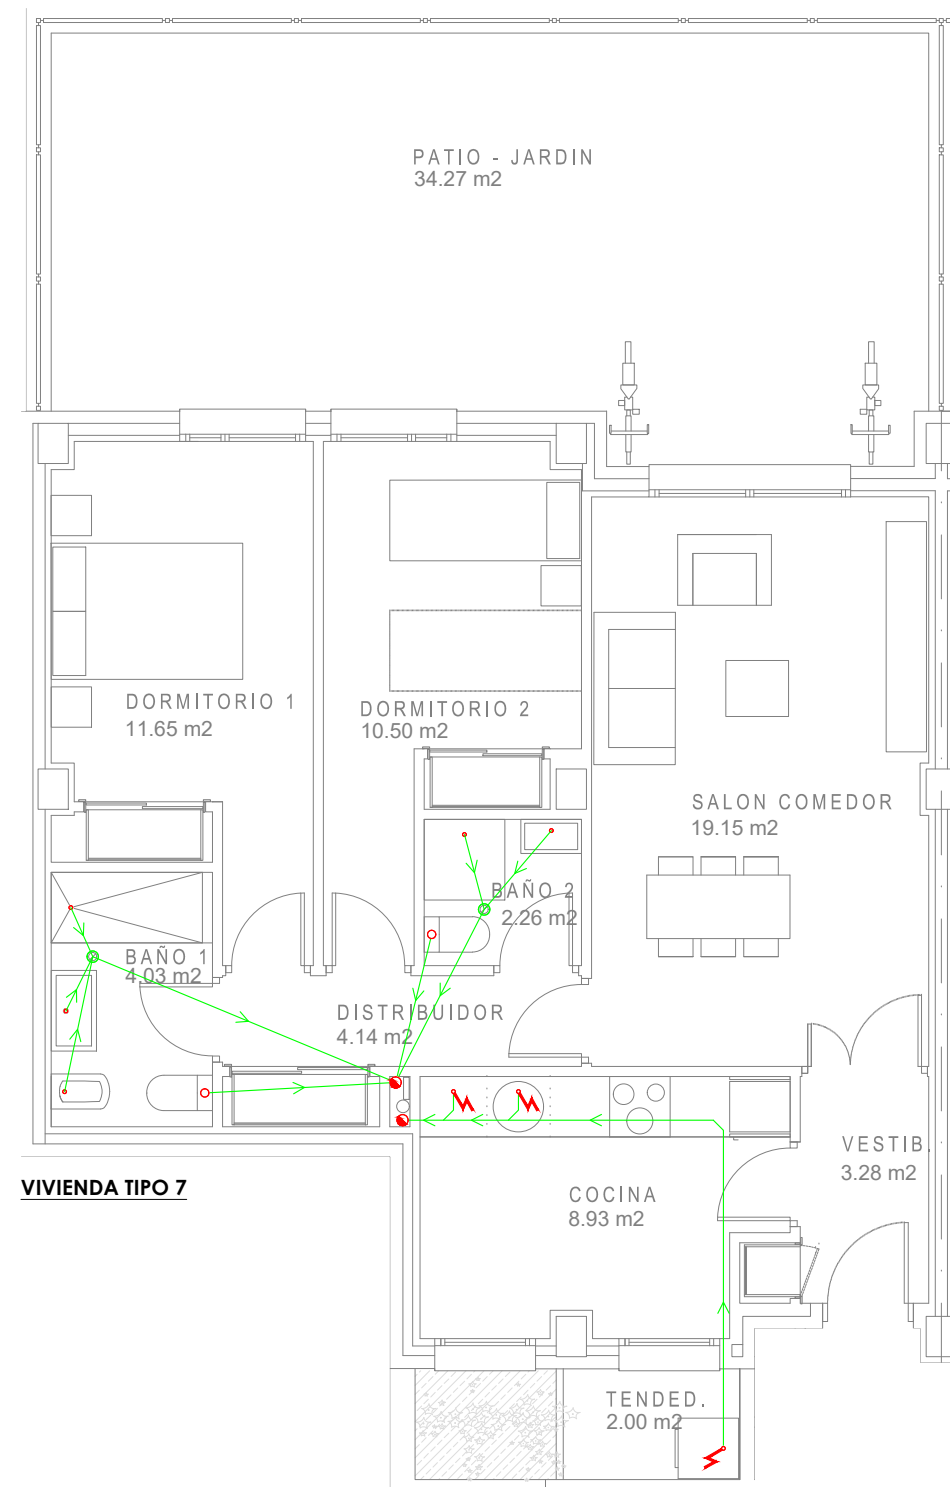 PATIO - JARDIN
34.27 m2
DORMITORIO 1
11.65 m2
DORMITORIO 2
10.50 m2
SALON COMEDOR
19.15 m2
BAÑO 2
2.26 m2
BAÑO 1
4.03 m2
DISTRIBUIDOR
4.14 m2
VESTIB.
3.28 m2
VIVIENDA TIPO 7
COCINA
8.93 m2
TENDED.
2.00 m2